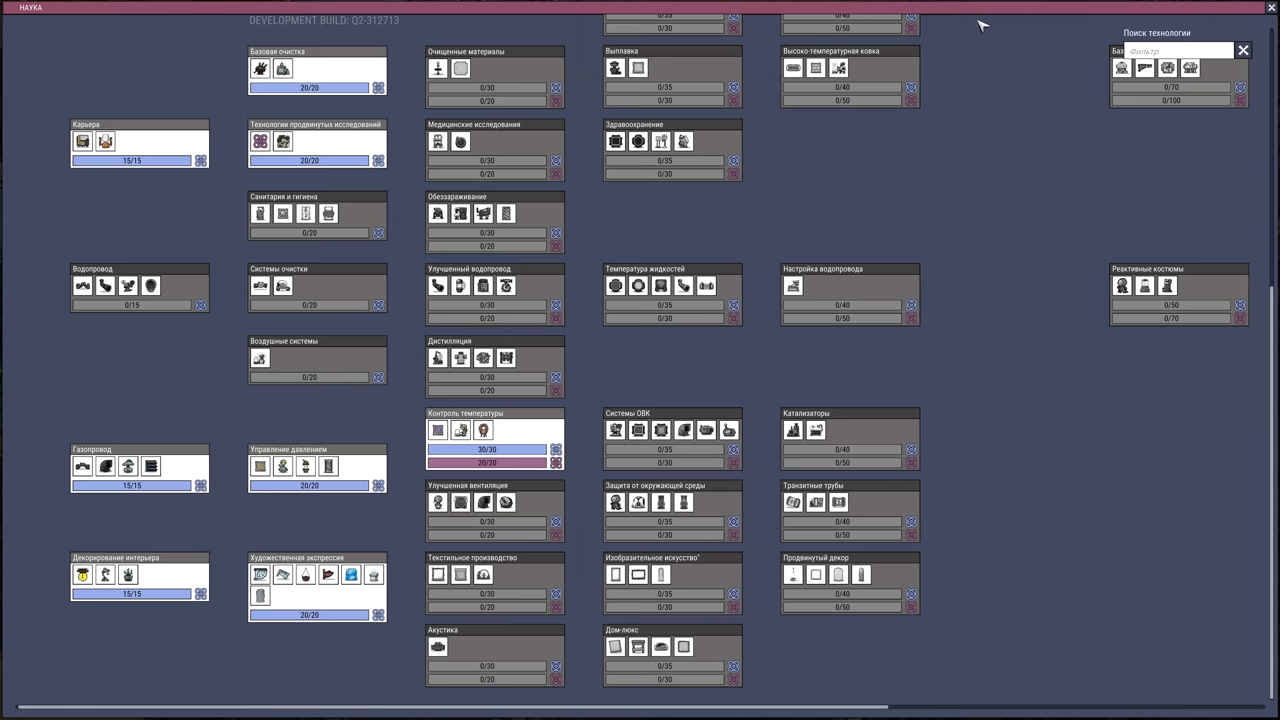 НАУКА
DEVELOPMENT BUILD: Q2-312713
0/35
0/30
0/40
0/50
Поиск технологии
Фильтр
Базовая очистка
20/20
Очищенные материалы
0/30
0/20
Выплавка
0/35
0/30
Высоко-температурная ковка
0/40
0/50
Баз
0/70
0/100
Карьера
15/15
Технологии продвинутых исследований
20/20
Медицинские исследования
0/30
0/20
Здравоохранение
0/35
0/30
Санитария и гигиена
0/20
Обеззараживание
0/30
0/20
Водопровод
0/15
Системы очистки
0/20
Улучшенный водопровод
0/30
0/20
Температура жидкостей
0/35
0/30
Настройка водопровода
0/40
0/50
Реактивные костюмы
0/50
0/70
Воздушные системы
0/20
Дистилляция
0/30
0/20
Контроль температуры
30/30
20/20
Системы ОВК
0/35
0/30
Катализаторы
0/40
0/50
Газопровод
15/15
Управление давлением
20/20
Улучшенная вентиляция
0/30
0/20
Защита от окружающей среды
0/35
0/30
Транзитные трубы
0/40
0/50
Декорирование интерьера
15/15
Художественная экспрессия
20/20
Текстильное производство
0/30
0/20
Изобразительное искусство"
0/35
0/30
Продвинутый декор
0/40
0/50
Акустика
0/30
0/20
Дом-люкс
0/35
0/30